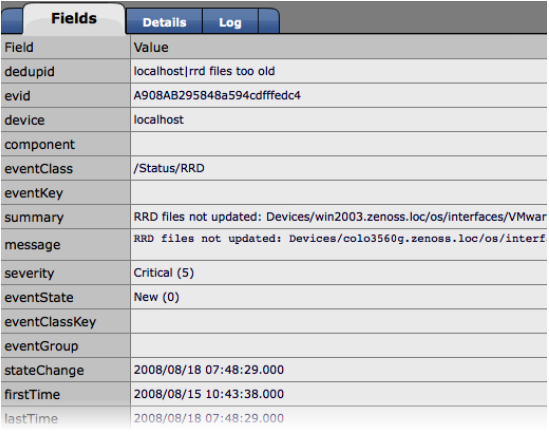 Fields Details Log
Field Value
dedupid localhost|rrd files too old
evid A908AB295848a594cdfffedc4
device localhost
component
eventClass /Status/RRD
eventKey
summary RRD files not updated: Devices/win2003.zenoss.loc/os/interfaces/VMwar
message RRD files not updated: Devices/colo3560g.zenoss.loc/os/interf
severity Critical (5)
eventState New (0)
eventClassKey
eventGroup
stateChange 2008/08/18 07:48:29.000
firstTime 2008/08/15 10:43:38.000
lastTime 2008/08/18 07:48:29.000